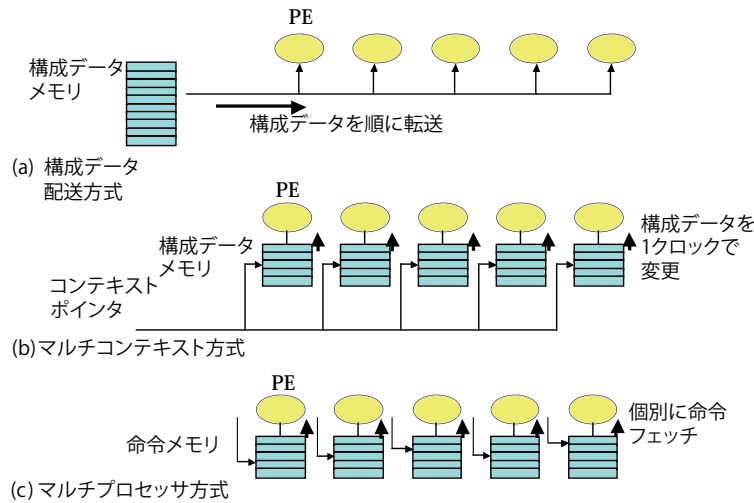 PE
構成データ
メモリ
構成データを順に転送
(a) 構成データ
配送方式
PE
構成データ
メモリ
構成データを
1クロックで
変更
コンテキスト
ポインタ
(b)マルチコンテキスト方式
PE
命令メモリ
個別に命令
フェッチ
(c) マルチプロセッサ方式